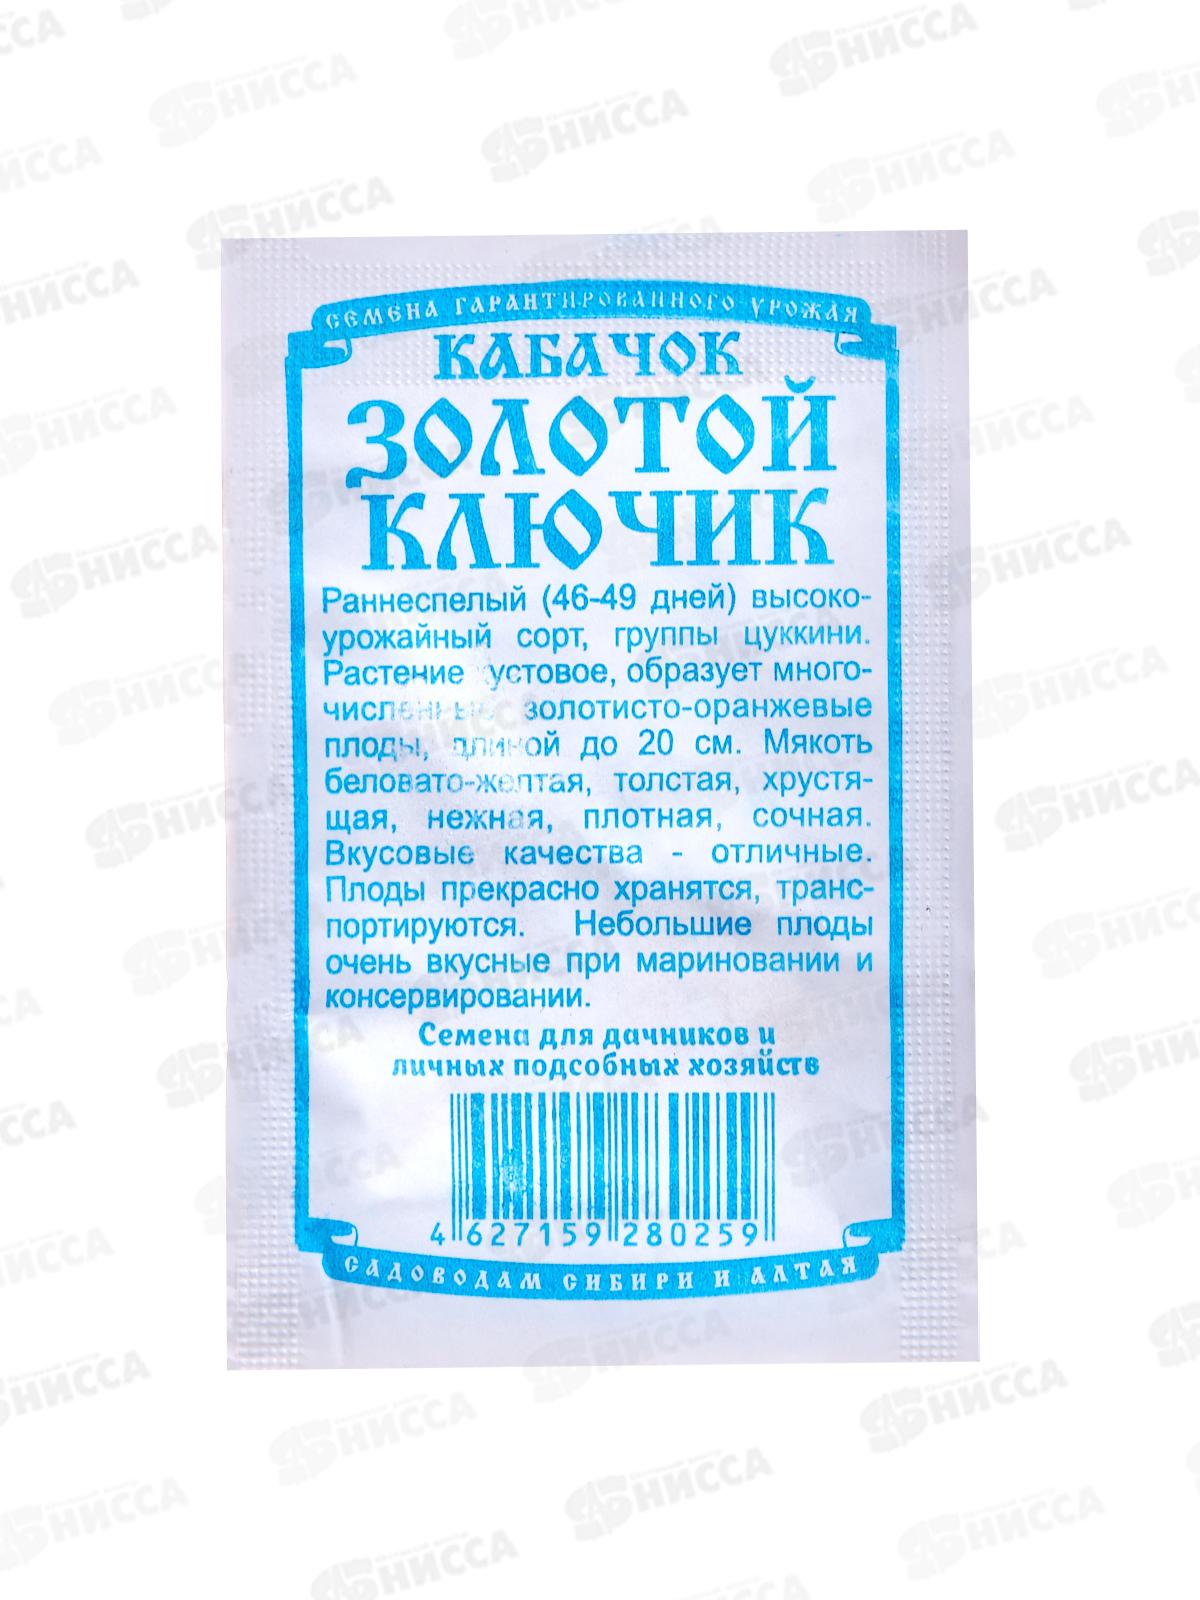 СЕМЕНА ГАРАНТИРОВАННОГО УРОЖАЯ
КАБАЧОК
ЗОЛОТОЙ
КЛЮЧИК
Раннеспелый (46-49 дней) высоко-
урожайный сорт, группы цуккини.
Растение кустовое, образует много-
численные золотисто-оранжевые
плоды, длиной до 20 см. Мякоть
беловато-желтая, толстая, хрустя-
щая, нежная, плотная, сочная.
Вкусовые качества - отличные.
Плоды прекрасно хранятся, транс-
портируются. Небольшие плоды
очень вкусные при мариновании и
консервировании.
Семена для дачников и
личных подсобных хозяйств
4 627159 280259
САДОВОДАМ СИБИРИ И АЛТАЯ